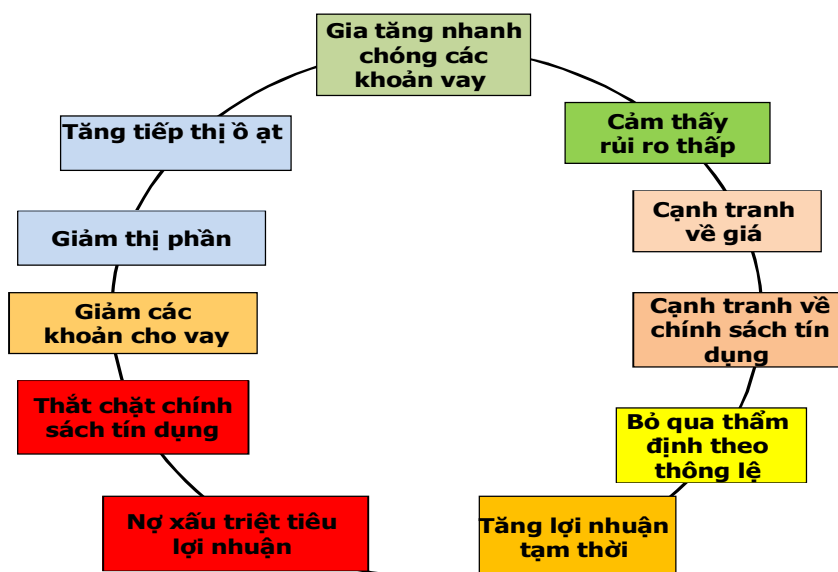 Gia tăng nhanh
chóng các
khoản vay
Cảm thấy
rủi ro thấp
Cạnh tranh
về giá
Cạnh tranh về
chính sách tín
dụng
Bỏ qua thẩm
định theo
thông lệ
Tăng lợi nhuận
tạm thời
Nợ xấu triệt tiêu
lợi nhuận
Thắt chặt chính
sách tín dụng
Giảm các
khoản cho vay
Giảm thị phần
Tăng tiếp thị ồ ạt